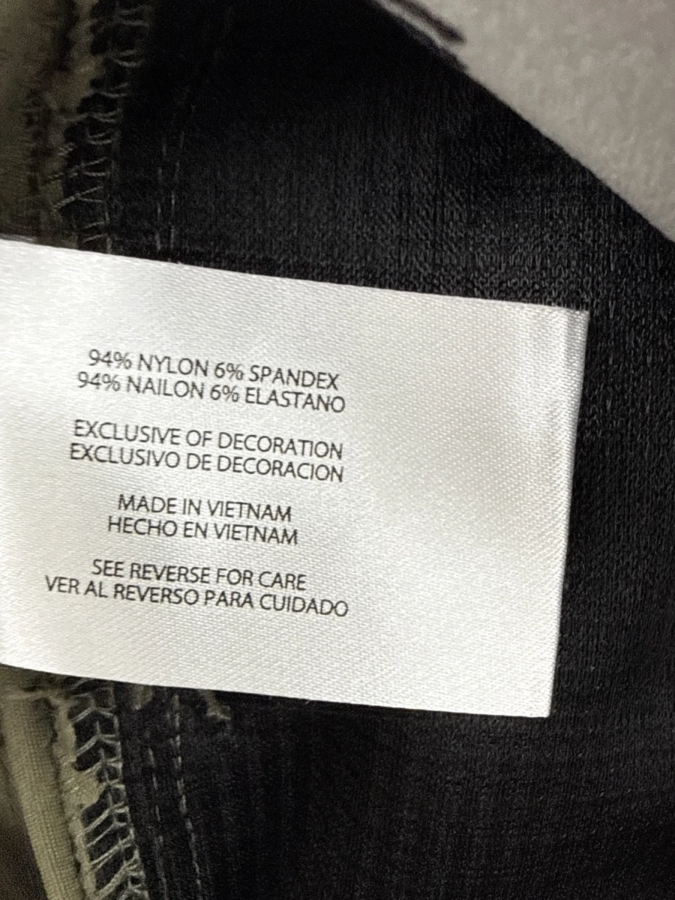 94% NYLON 6% SPANDEX
94% NAILON 6% ELASTANO
EXCLUSIVE OF DECORATION
EXCLUSIVO DE DECORACION
MADE IN VIETNAM
HECHO EN VIETNAM
SEE REVERSE FOR CARE
VER AL REVERSO PARA CUIDADO